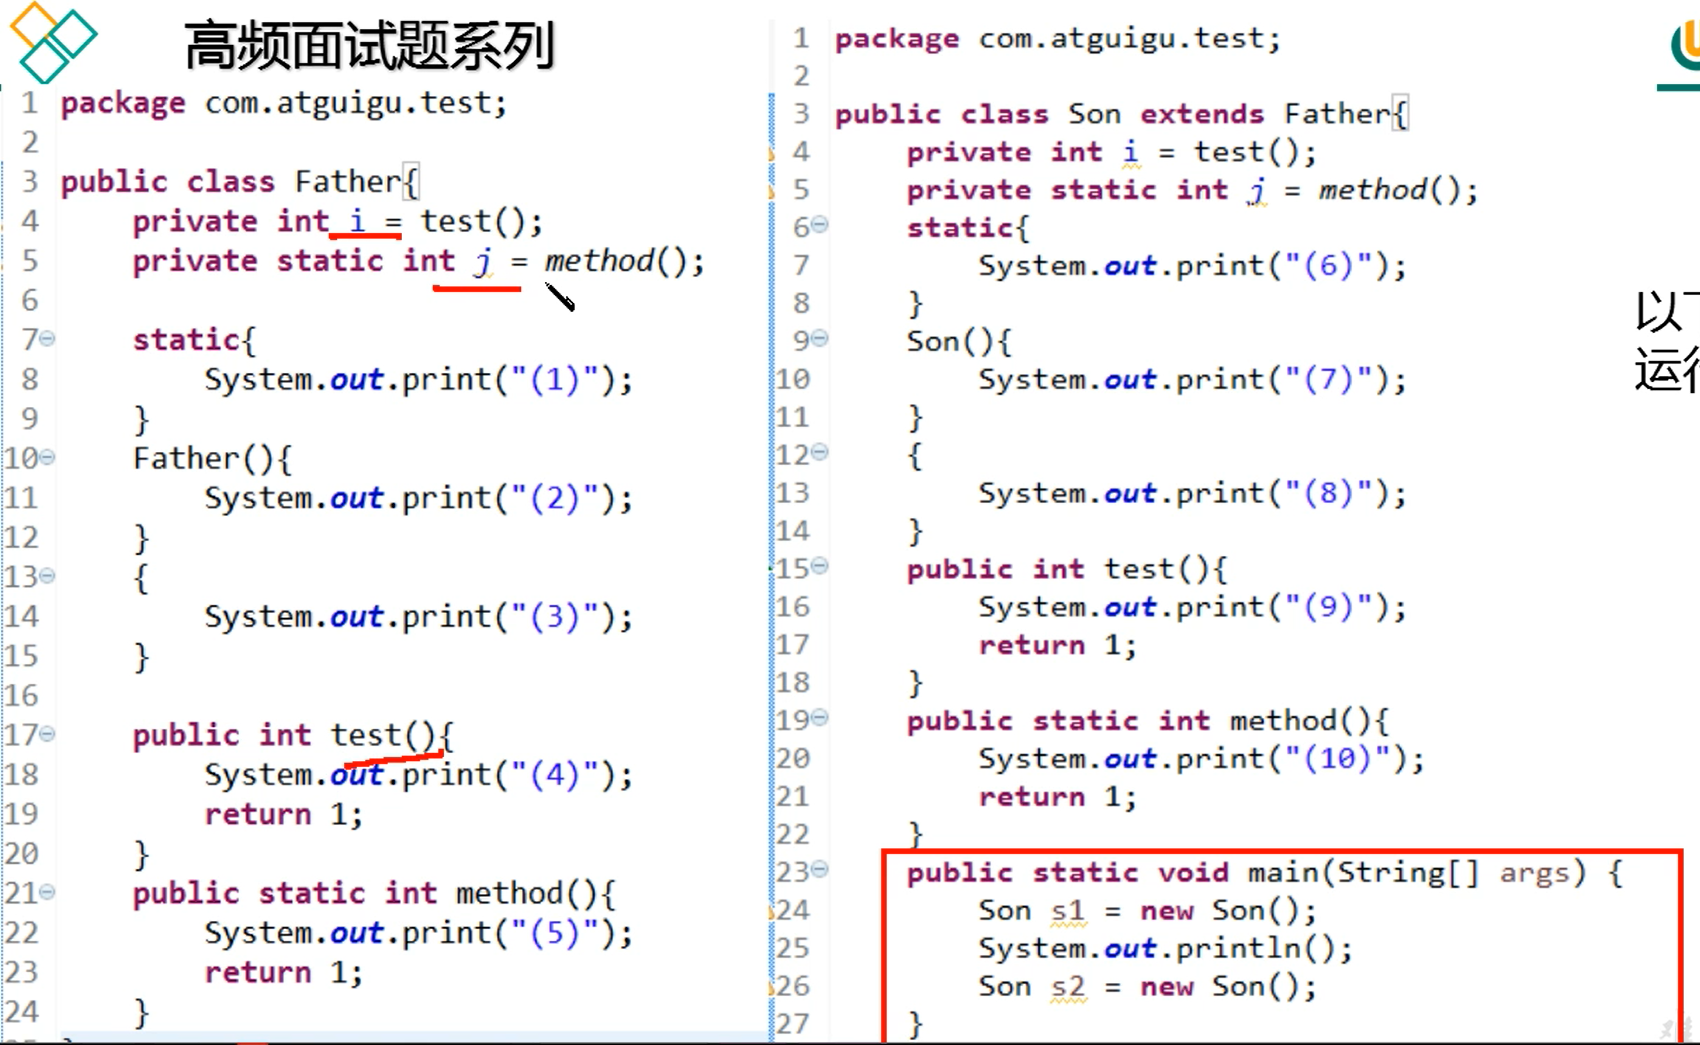 高频面试题系列
1 package com.atguigu.test;
2
3 public class Father{
4 private int i = test();
5 private static int j = method();
6
7 static{
8 System.out.print("(1)");
9 }
10 Father(){
11 System.out.print("(2)");
12 }
13 {
14 System.out.print("(3)");
15 }
16
17 public int test(){
18 System.out.print("(4)");
19 return 1;
20 }
21 public static int method(){
22 System.out.print("(5)");
23 return 1;
24 }
1 package com.atguigu.test;
2
3 public class Son extends Father{
4 private int i = test();
5 private static int j = method();
6 static{
7 System.out.print("(6)");
8 }
9 Son(){
10 System.out.print("(7)");
11 }
12 {
13 System.out.print("(8)");
14 }
15 public int test(){
16 System.out.print("(9)");
17 return 1;
18 }
19 public static int method(){
20 System.out.print("(10)");
21 return 1;
22 }
23 public static void main(String[] args) {
24 Son s1 = new Son();
25 System.out.println();
26 Son s2 = new Son();
27 }
以
运